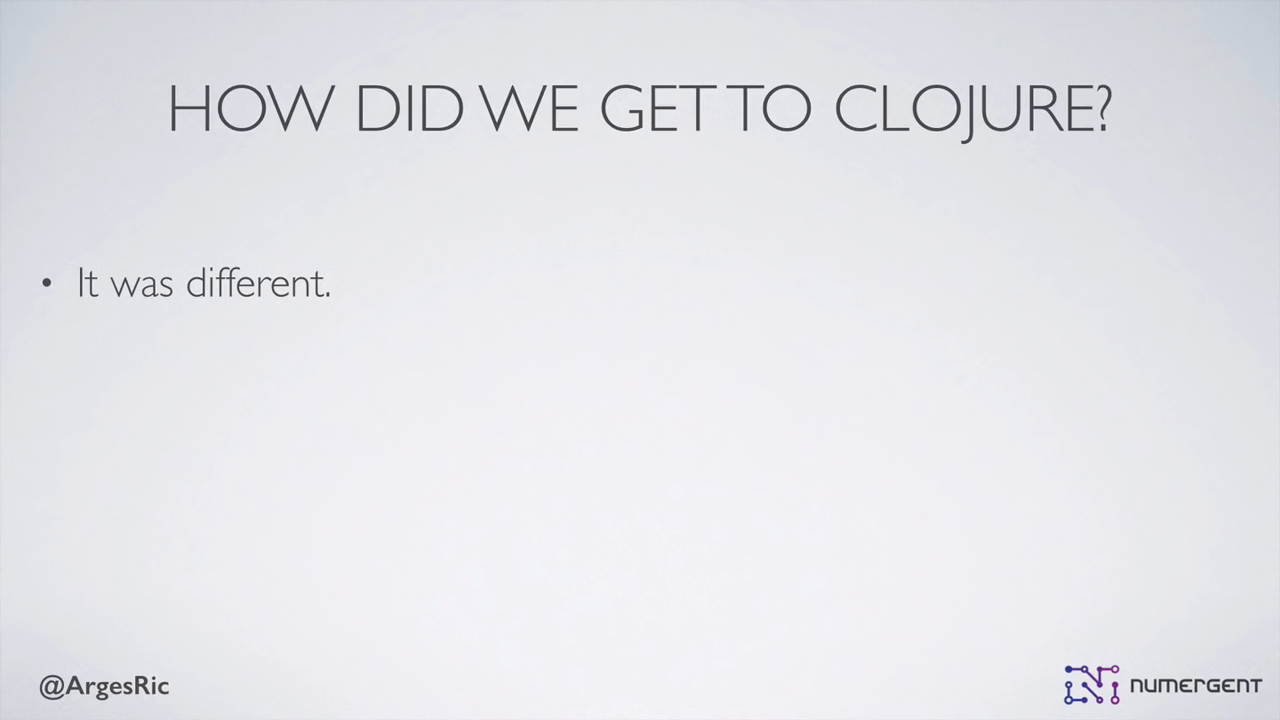 HOW DID WE GET TO CLOJURE?
• It was different.
@ArgesRic
NUMERGENT